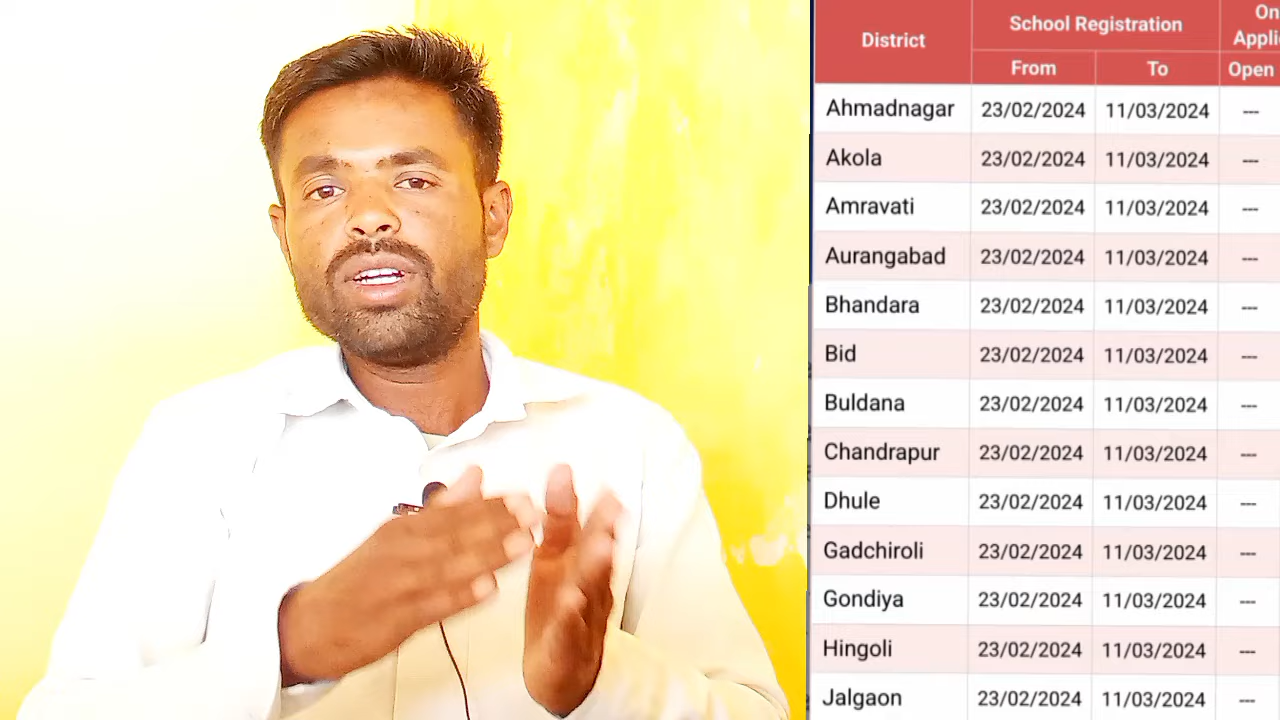 District School Registration On
Appli
From To Open
Ahmadnagar 23/02/2024 11/03/2024 ---
Akola 23/02/2024 11/03/2024 ---
Amravati 23/02/2024 11/03/2024 ---
Aurangabad 23/02/2024 11/03/2024 ---
Bhandara 23/02/2024 11/03/2024 ---
Bid 23/02/2024 11/03/2024 ---
Buldana 23/02/2024 11/03/2024 ---
Chandrapur 23/02/2024 11/03/2024 ---
Dhule 23/02/2024 11/03/2024 ---
Gadchiroli 23/02/2024 11/03/2024 ---
Gondiya 23/02/2024 11/03/2024 ---
Hingoli 23/02/2024 11/03/2024 ---
Jalgaon 23/02/2024 11/03/2024 ---